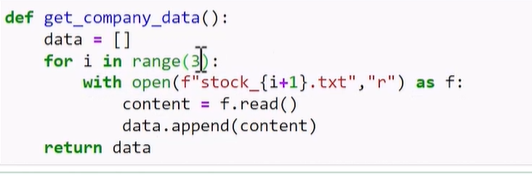 def get_company_data():
    data = []
    for i in range(3):
        with open(f"stock_{i+1}.txt","r") as f:
            content = f.read()
            data.append(content)
    return data